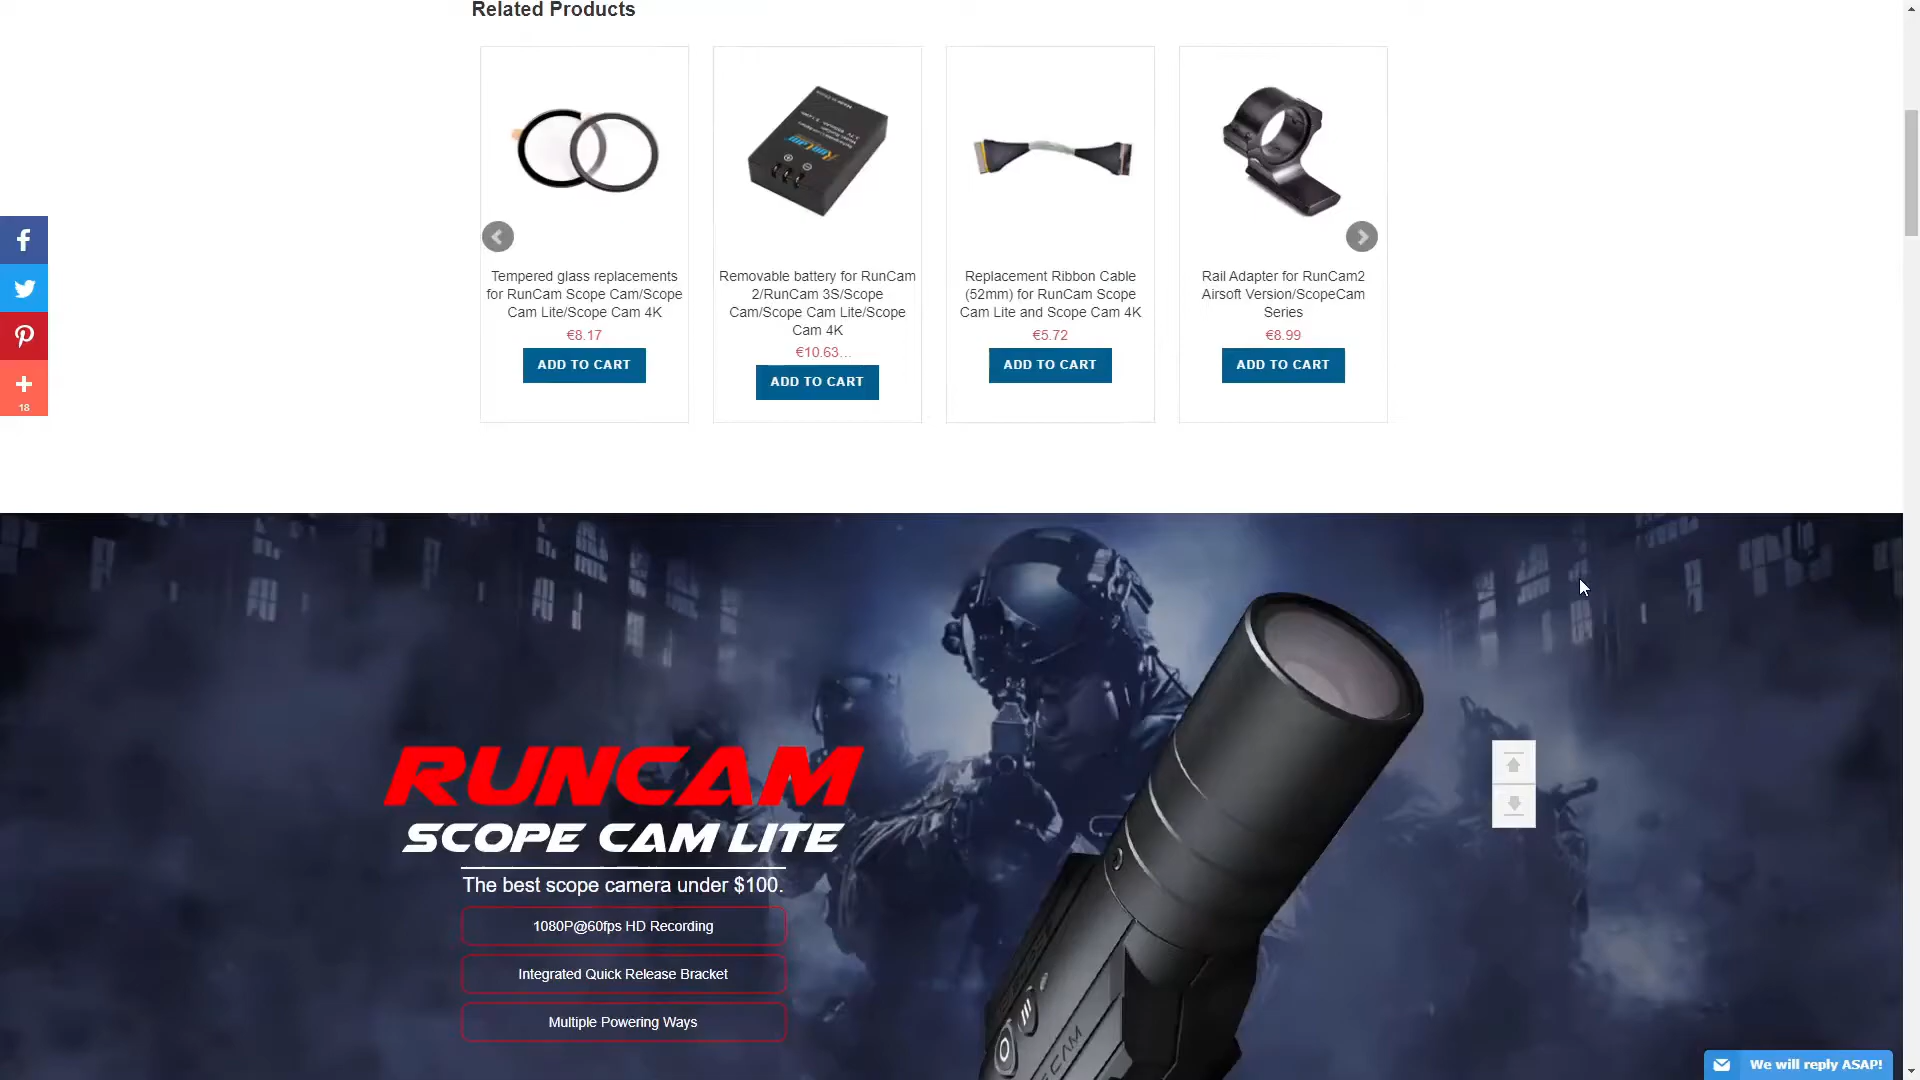 Related Products
Tempered glass replacements
for RunCam Scope Cam/Scope
Cam Lite/Scope Cam 4K
€8.17
ADD TO CART
Removable battery for RunCam
2/RunCam 3S/Scope
Cam/Scope Cam Lite/Scope
Cam 4K
€10.63...
ADD TO CART
Replacement Ribbon Cable
(52mm) for RunCam Scope
Cam Lite and Scope Cam 4K
€5.72
ADD TO CART
Rail Adapter for RunCam2
Airsoft Version/ScopeCam
Series
€8.99
ADD TO CART
18
RUNCAM
SCOPE CAM LITE
The best scope camera under $100.
1080P@60fps HD Recording
Integrated Quick Release Bracket
Multiple Powering Ways
We will reply ASAP!